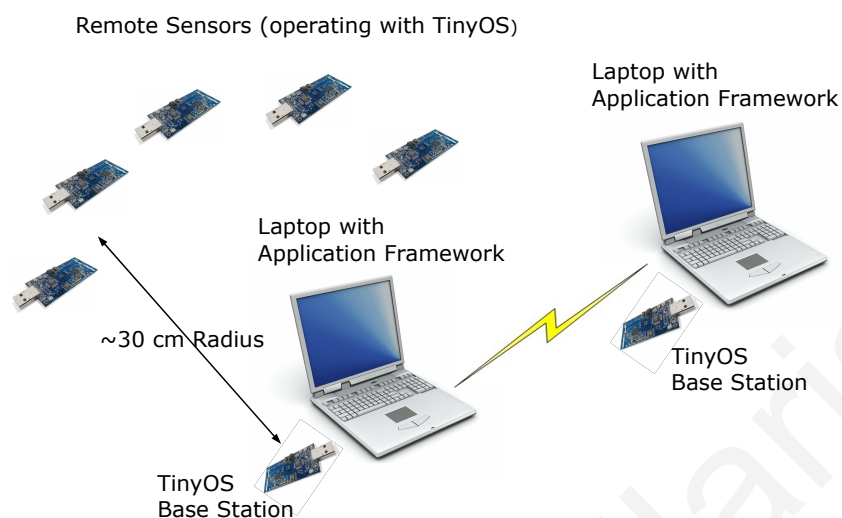 Remote Sensors (operating with TinyOS)
Laptop with
Application Framework
Laptop with
Application Framework
~30 cm Radius
TinyOS
Base Station
TinyOS
Base Station